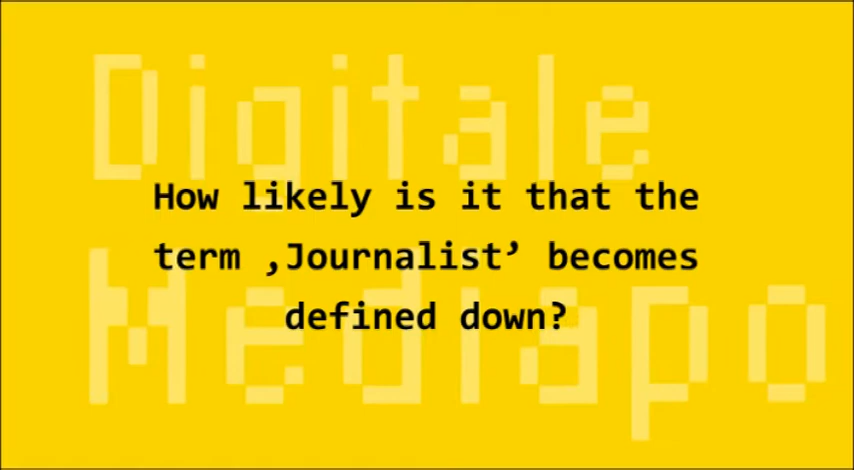 Digitale
How likely is it that the
term ‚Journalist’ becomes
defined down?
Mediapo